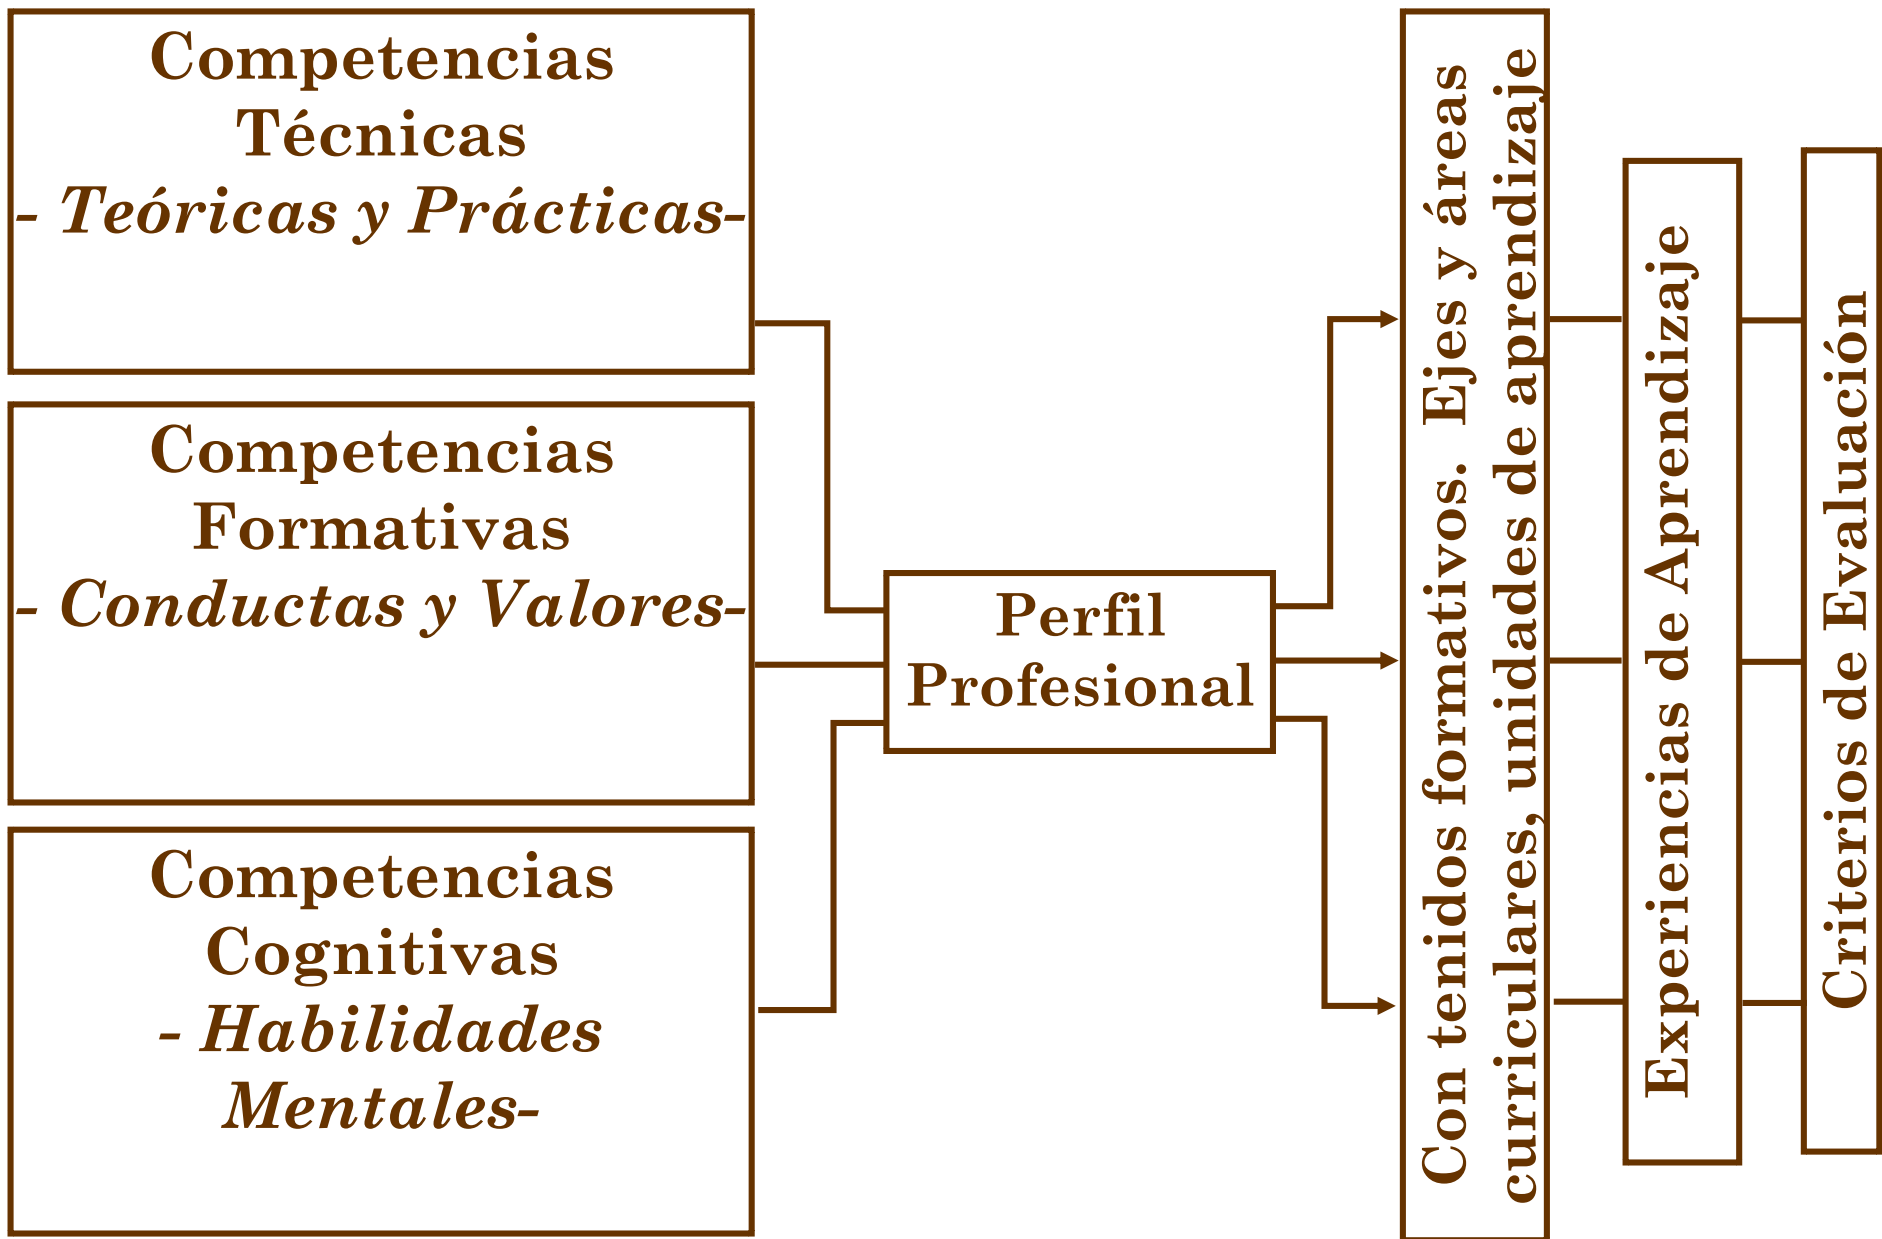 Competencias
Técnicas
- Teóricas y Prácticas-
Competencias
Formativas
- Conductas y Valores-
Competencias
Cognitivas
- Habilidades
Mentales-
Perfil
Profesional
Con tenidos formativos.  Ejes y áreas
curriculares, unidades de aprendizaje
Experiencias de Aprendizaje
Criterios de Evaluación